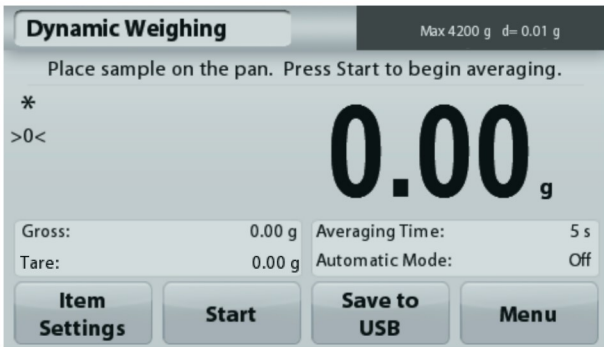 Dynamic Weighing
Max 4200 g d= 0.01 g
Place sample on the pan. Press Start to begin averaging.
*
>0<
0.00 g
Gross: 0.00 g
Tare: 0.00 g
Averaging Time: 5 s
Automatic Mode: Off
Item Settings
Start
Save to USB
Menu